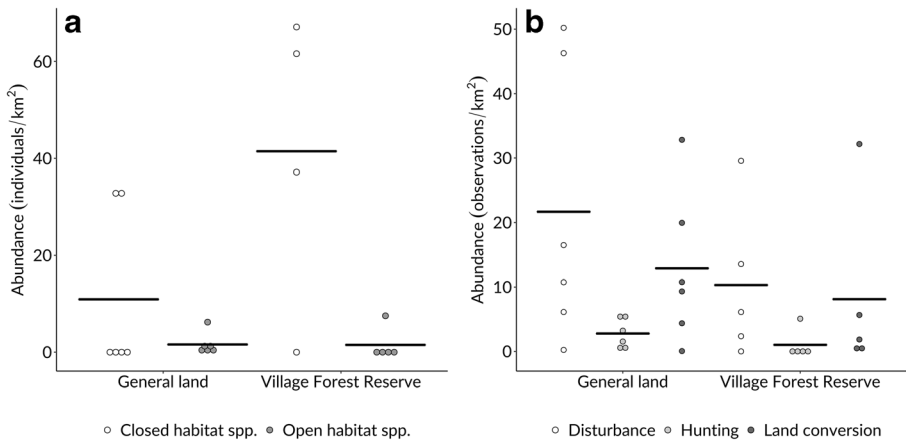 a
Abundance (individuals/km²)
60
40
20
0
General land Village Forest Reserve
Closed habitat spp. Open habitat spp.
b
Abundance (observations/km²)
50
40
30
20
10
0
General land Village Forest Reserve
Disturbance Hunting Land conversion